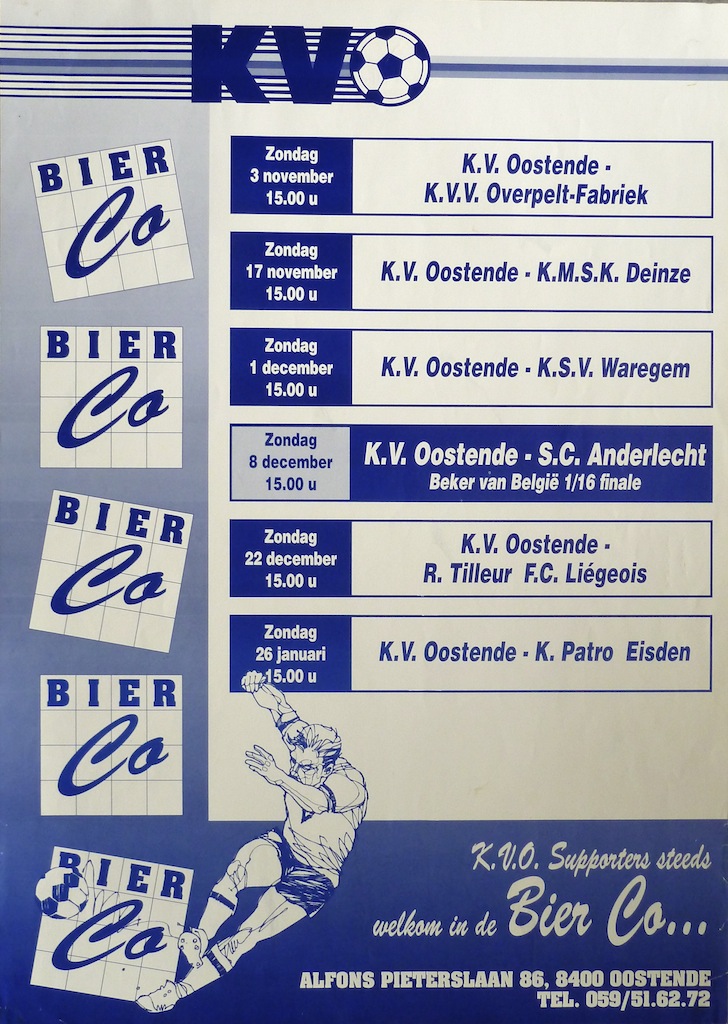 KVO
BIER
Co
BIER
Co
BIER
Co
BIER
Co
BIER
Co
Zondag
3 november
15.00 u
K.V. Oostende -
K.V.V. Overpelt-Fabriek
Zondag
17 november
15.00 u
K.V. Oostende - K.M.S.K. Deinze
Zondag
1 december
15.00 u
K.V. Oostende - K.S.V. Waregem
Zondag
8 december
15.00 u
K.V. Oostende - S.C. Anderlecht
Beker van België 1/16 finale
Zondag
22 december
15.00 u
K.V. Oostende -
R. Tilleur F.C. Liégeois
Zondag
26 januari
15.00 u
K.V. Oostende - K. Patro Eisden
K.V.O. Supporters steeds
welkom in de Bier Co...
ALFONS PIETERSLAAN 86, 8400 OOSTENDE
TEL. 059/51.62.72